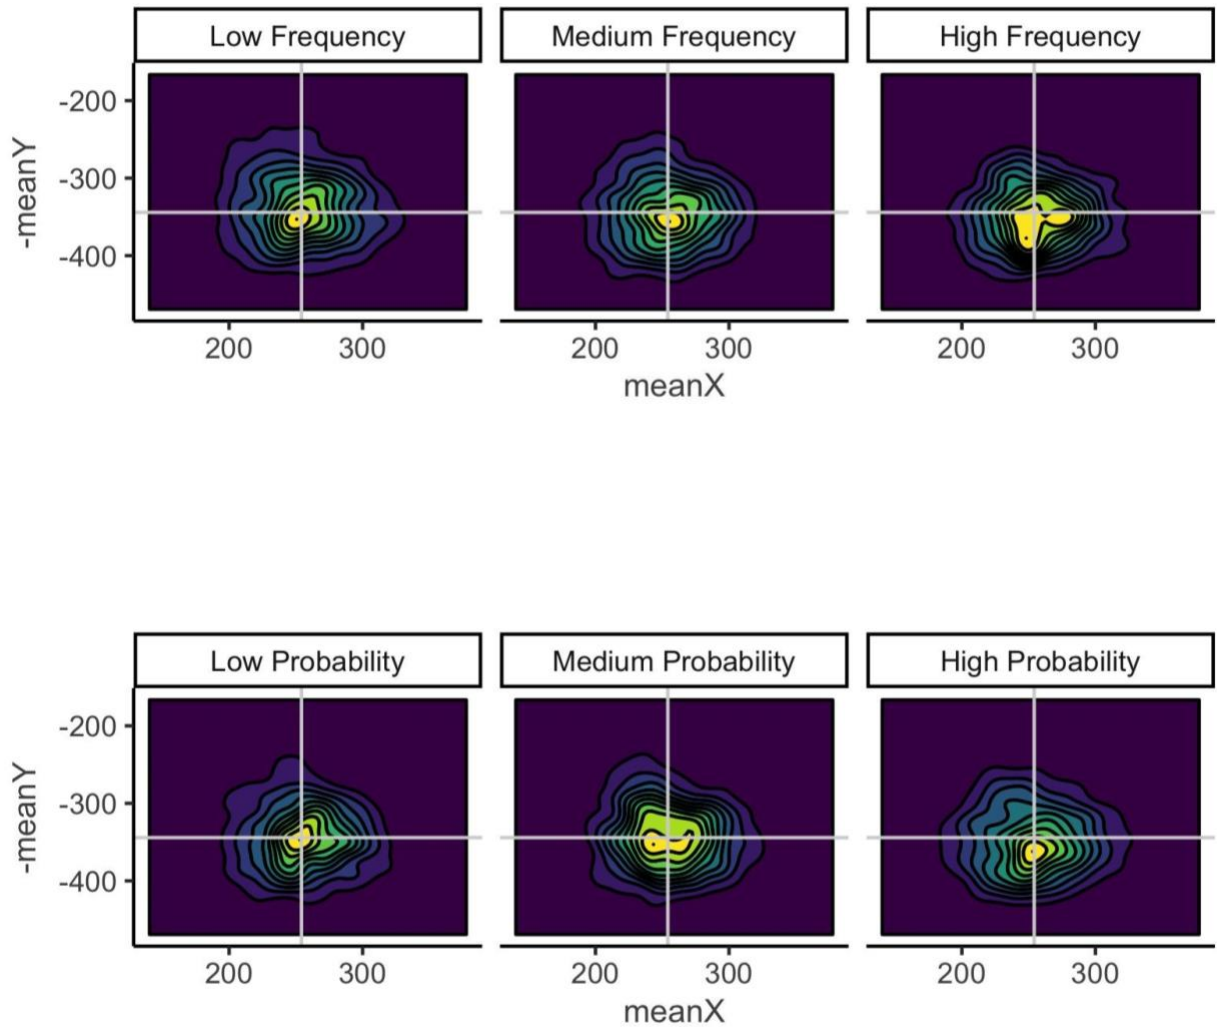 Low Frequency Medium Frequency High Frequency
-200
-300
-400
-meanY
200 300 200 300 200 300
meanX
Low Probability Medium Probability High Probability
-200
-300
-400
-meanY
200 300 200 300 200 300
meanX